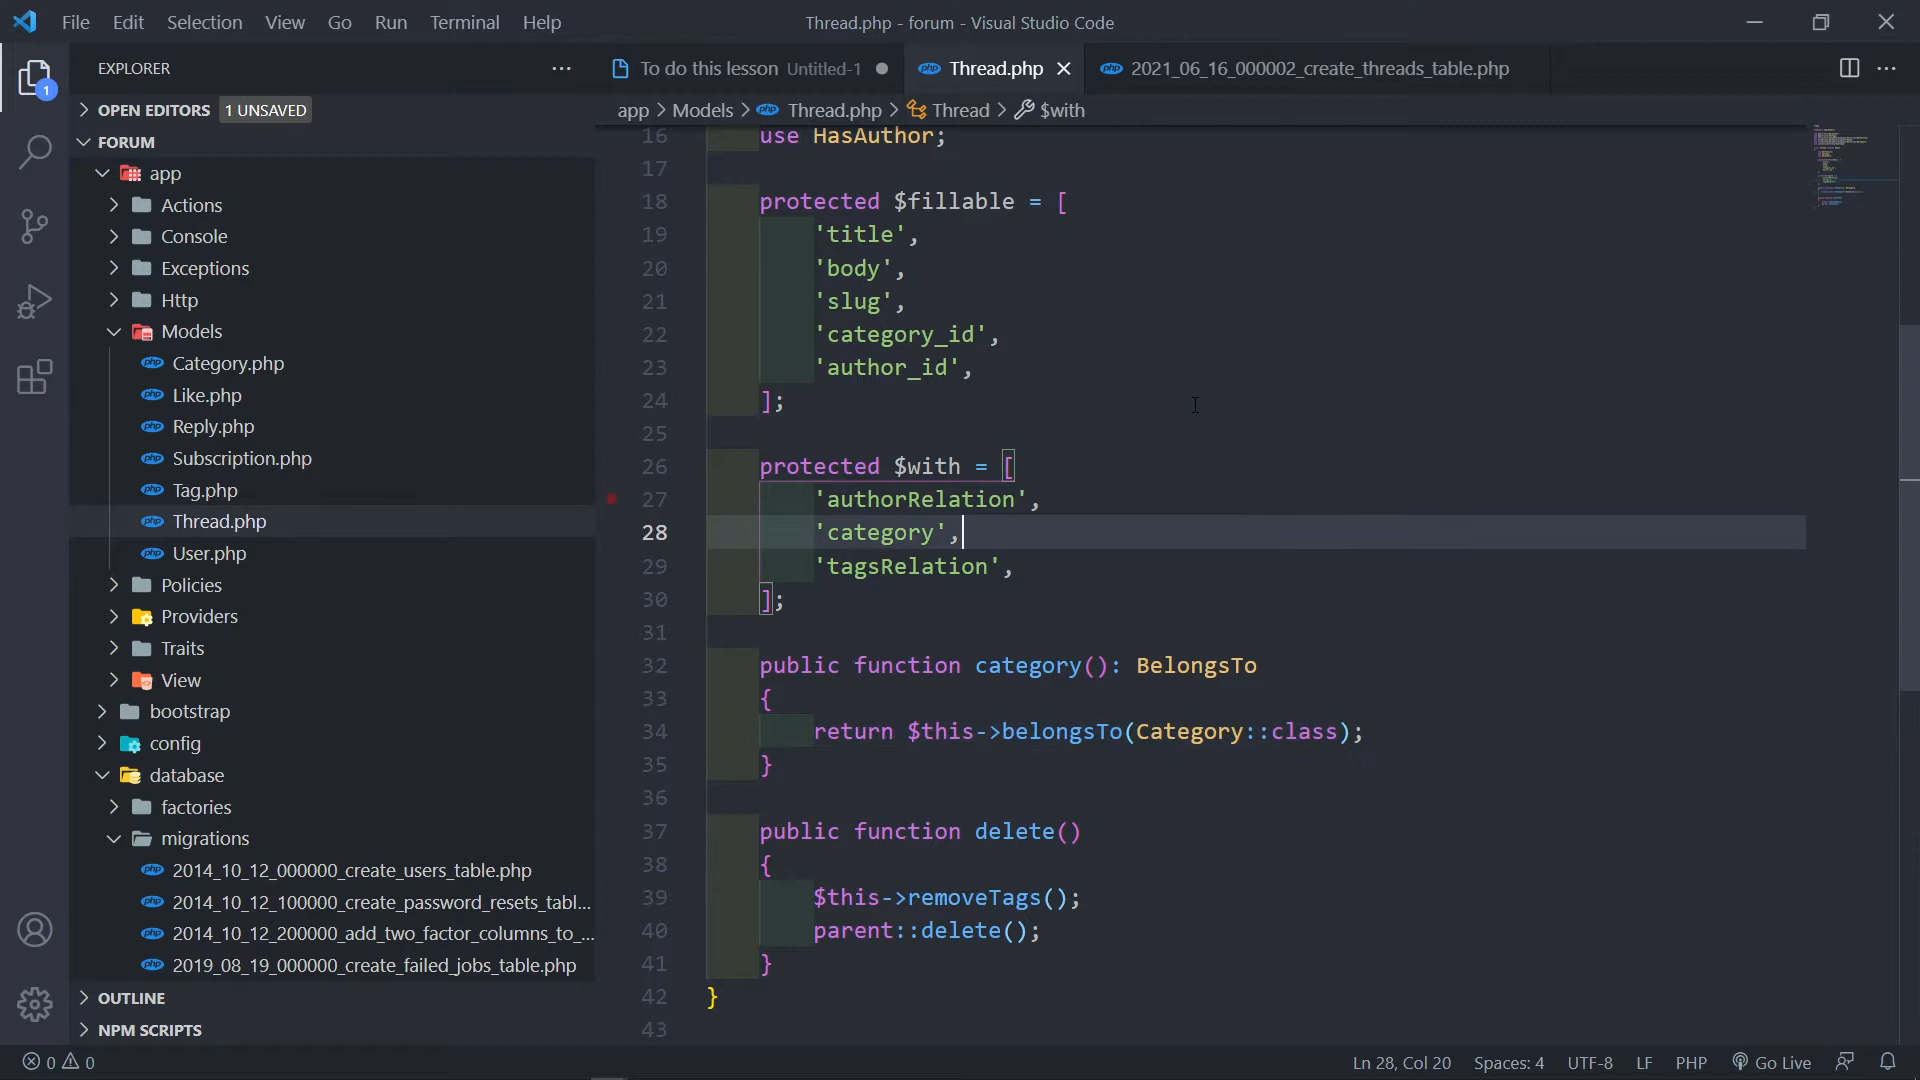 File Edit Selection View Go Run Terminal Help
Thread.php - forum - Visual Studio Code
EXPLORER
1
OPEN EDITORS 1 UNSAVED
FORUM
app
Actions
Console
Exceptions
Http
Models
Category.php
Like.php
Reply.php
Subscription.php
Tag.php
Thread.php
User.php
Policies
Providers
Traits
View
bootstrap
config
database
factories
migrations
2014_10_12_000000_create_users_table.php
2014_10_12_100000_create_password_resets_tabl...
2014_10_12_200000_add_two_factor_columns_to_...
2019_08_19_000000_create_failed_jobs_table.php
OUTLINE
NPM SCRIPTS
To do this lesson Untitled-1
Thread.php
2021_06_16_000002_create_threads_table.php
app > Models > Thread.php > Thread > $with
16 use HasAuthor;
17
18 protected $fillable = [
19 'title',
20 'body',
21 'slug',
22 'category_id',
23 'author_id',
24 ];
25
26 protected $with = [
27 'authorRelation',
28 'category',
29 'tagsRelation',
30 ];
31
32 public function category(): BelongsTo
33 {
34 return $this->belongsTo(Category::class);
35 }
36
37 public function delete()
38 {
39 $this->removeTags();
40 parent::delete();
41 }
42 }
43
0 0
Ln 28, Col 20 Spaces: 4 UTF-8 LF PHP Go Live